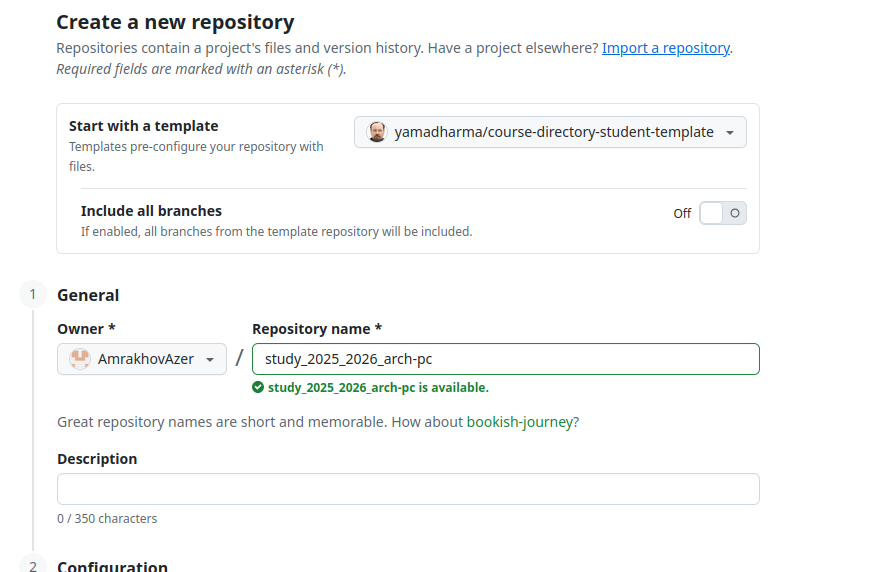 Create a new repository
Repositories contain a project's files and version history. Have a project elsewhere? Import a repository.
Required fields are marked with an asterisk (*).
Start with a template
Templates pre-configure your repository with
files.
yamadharma/course-directory-student-template
Include all branches
If enabled, all branches from the template repository will be included.
Off
1
General
Owner *
Repository name *
AmrakhovAzer
/
study_2025_2026_arch-pc
study_2025_2026_arch-pc is available.
Great repository names are short and memorable. How about bookish-journey?
Description
0 / 350 characters
2
Configuration